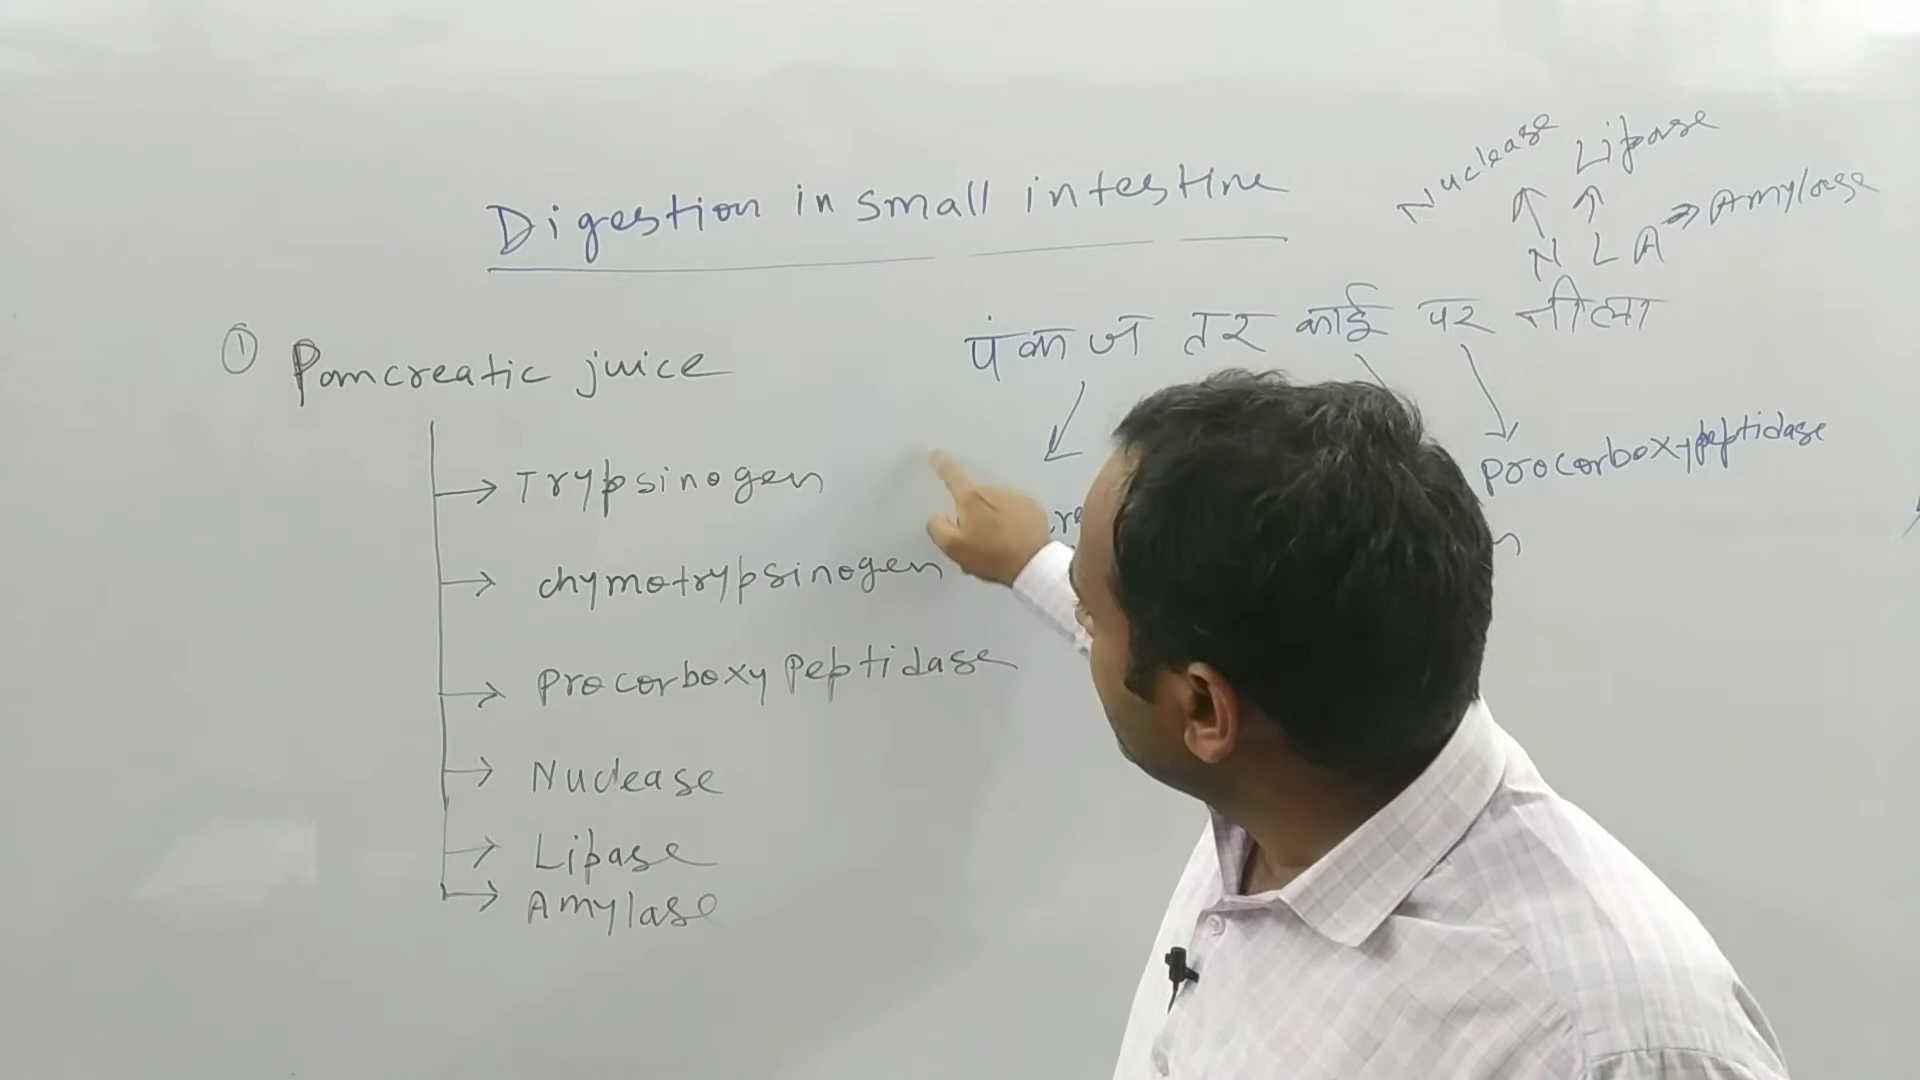 Digestion in small intestine
① Pancreatic juice
→ Trypsinogen
→ chymotrypsinogen
→ Procarboxy peptidase
→ Nuclease
→ Lipase
→ Amylase
Nuclease Lipase
N L A → Amylase
पंकज तर काई पर नीला
Procarboxypeptidase